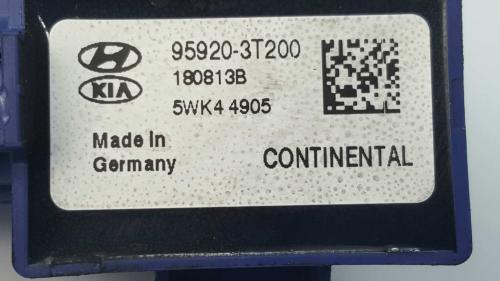 95920-3T200
KIA
180813B
5WK4 4905
Made in
Germany
CONTINENTAL